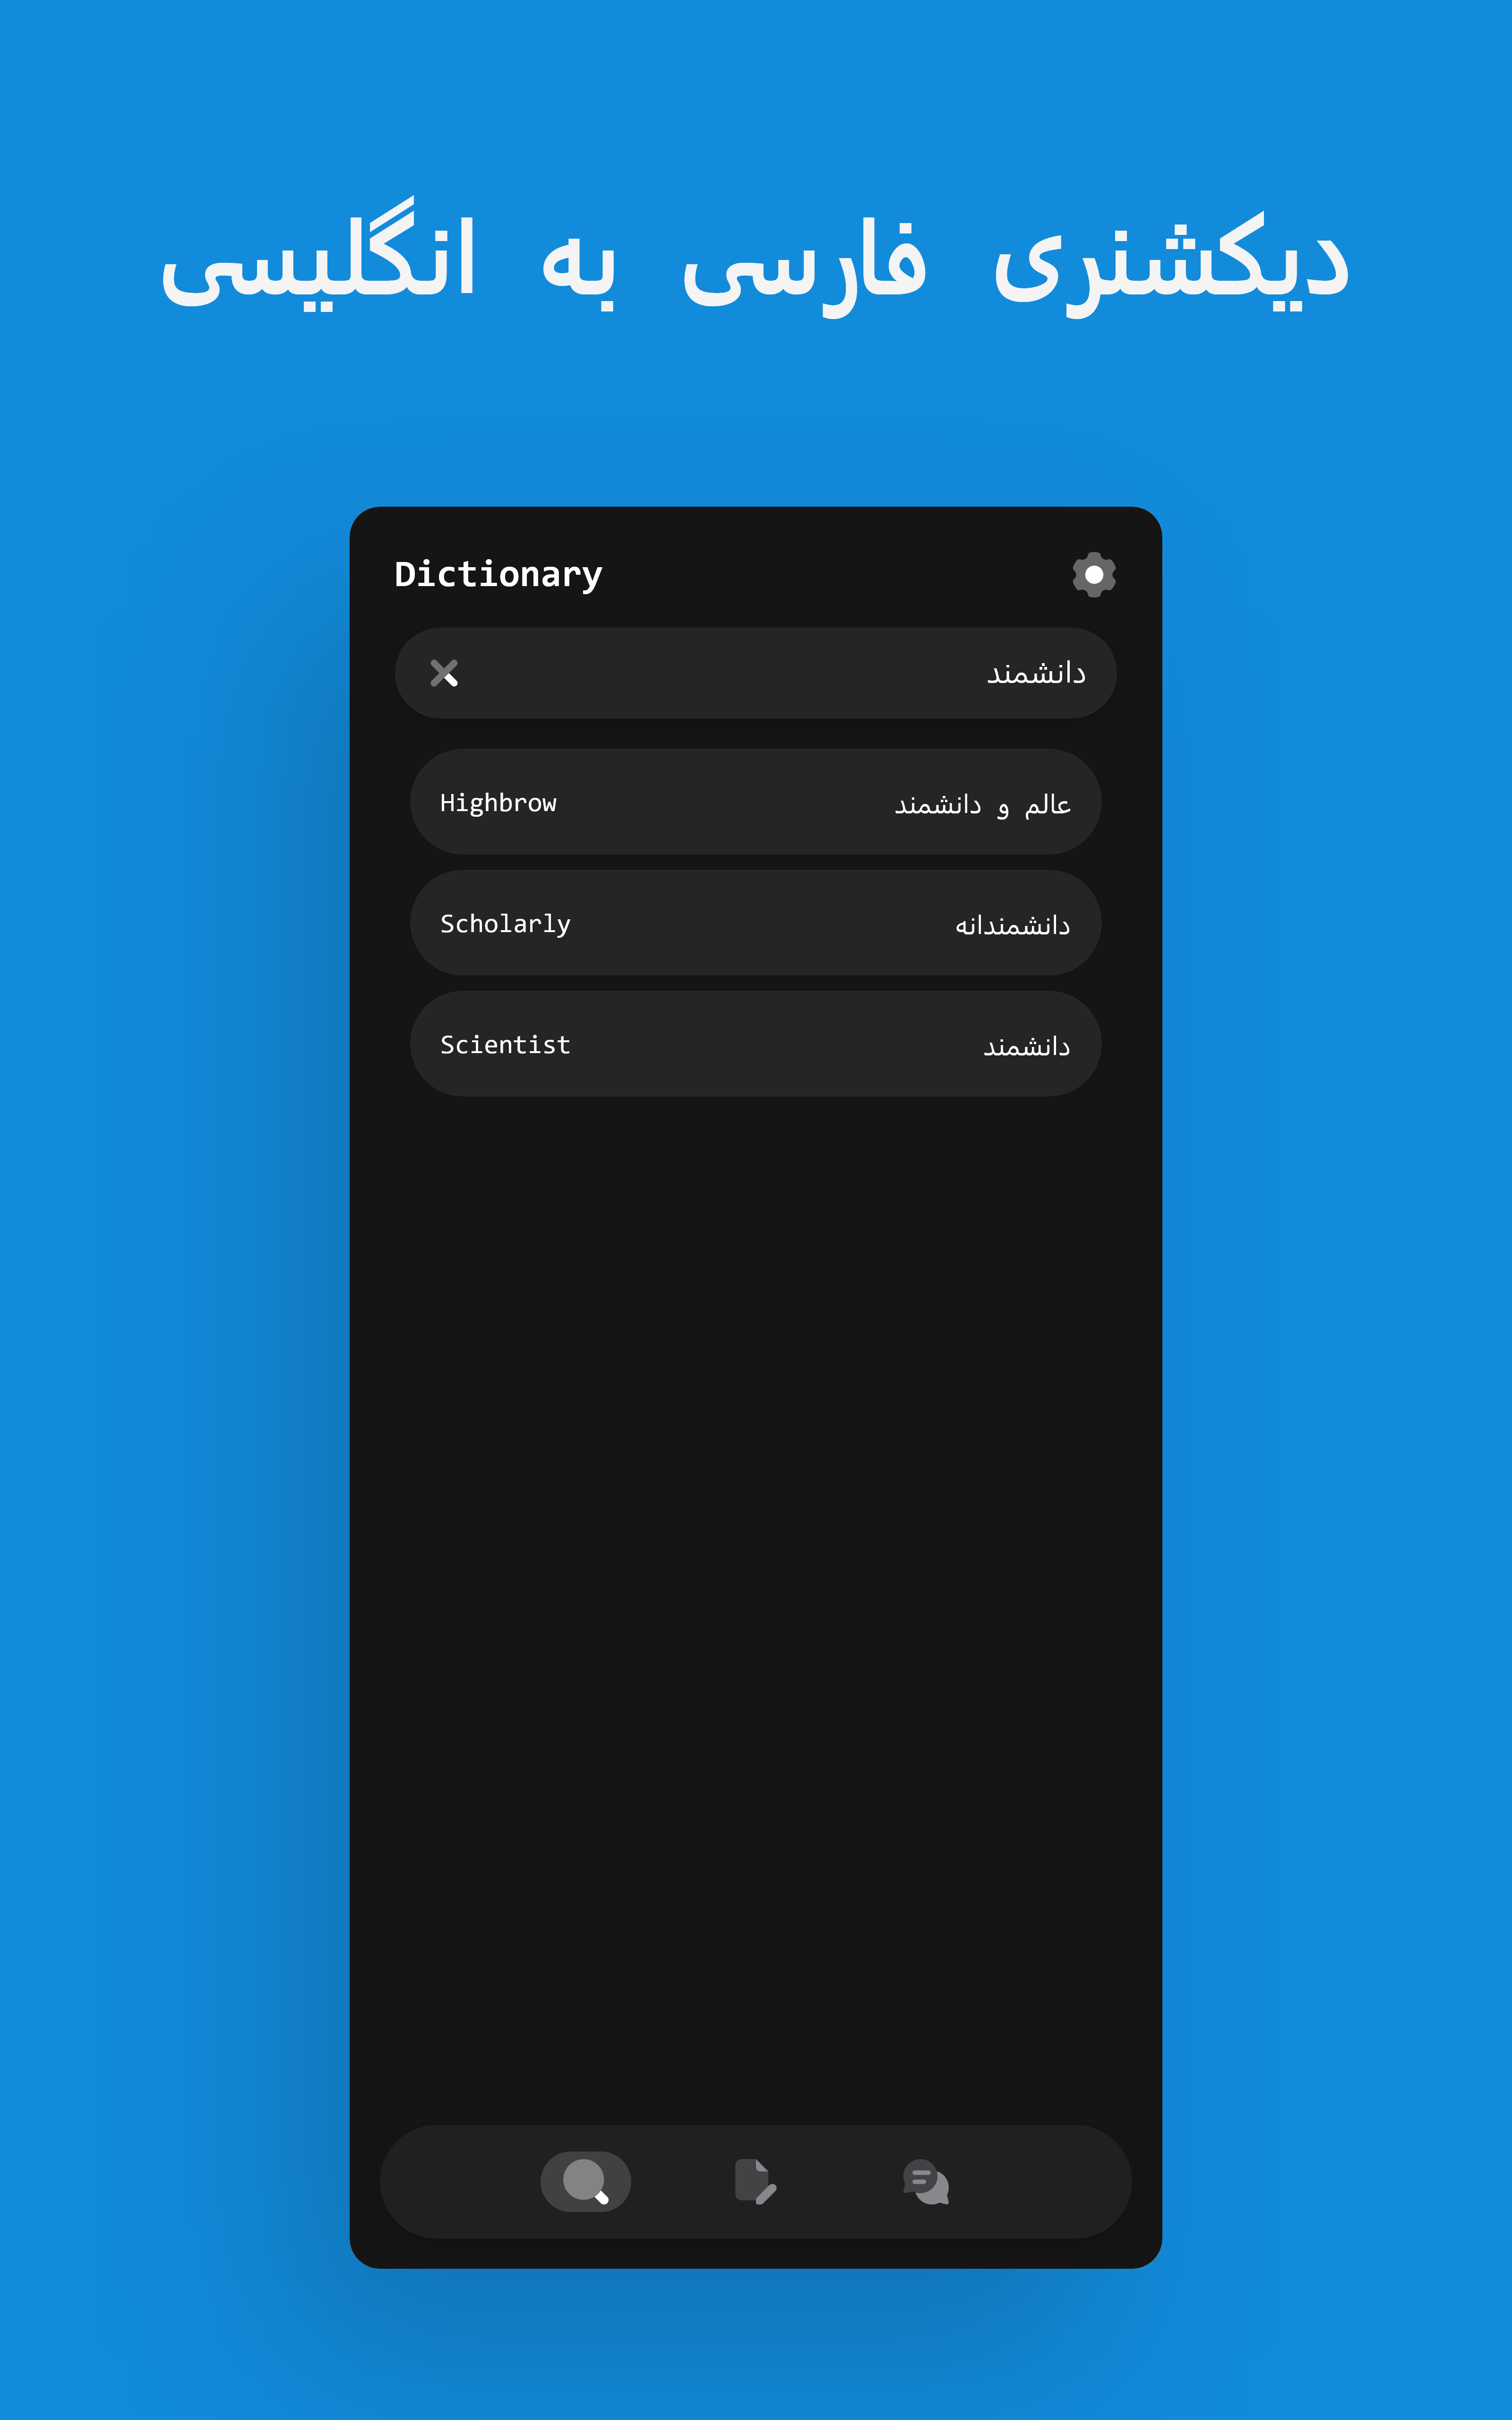 دیکشنری فارسی به انگلیسی
Dictionary
دانشمند
Highbrow عالم و دانشمند
Scholarly دانشمندانه
Scientist دانشمند